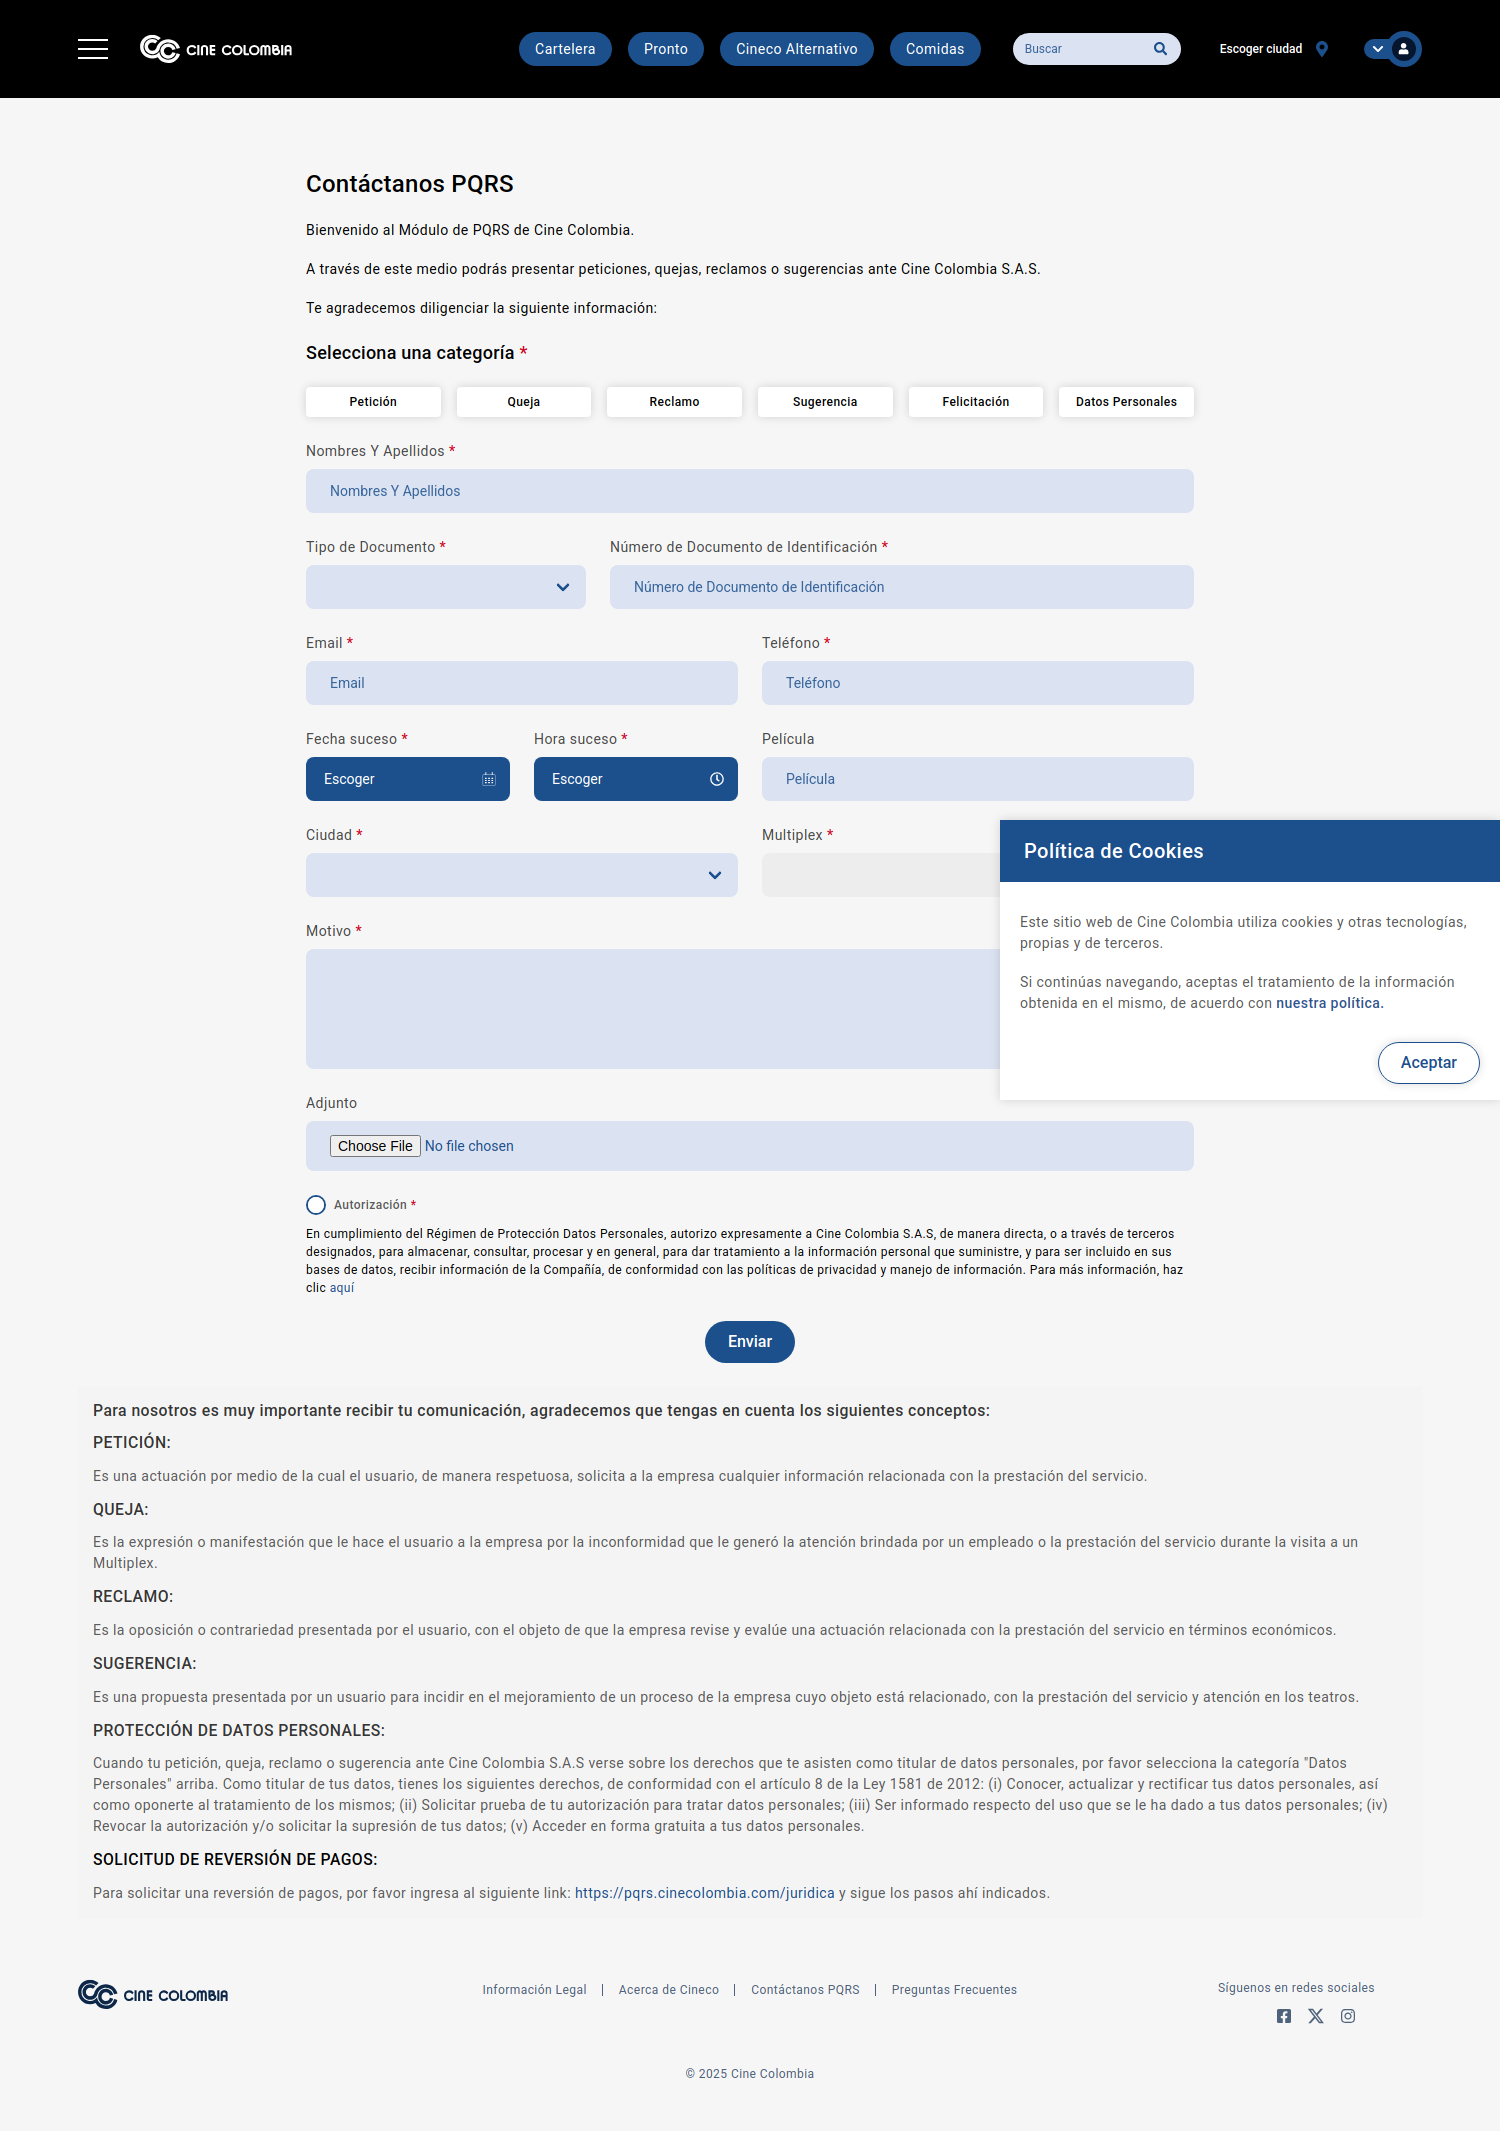 CINE COLOMBIA
Cartelera
Pronto
Cineco Alternativo
Comidas
Buscar
Escoger ciudad
Contáctanos PQRS
Bienvenido al Módulo de PQRS de Cine Colombia.
A través de este medio podrás presentar peticiones, quejas, reclamos o sugerencias ante Cine Colombia S.A.S.
Te agradecemos diligenciar la siguiente información:
Selecciona una categoría *
Petición
Queja
Reclamo
Sugerencia
Felicitación
Datos Personales
Nombres Y Apellidos *
Nombres Y Apellidos
Tipo de Documento *
Número de Documento de Identificación *
Número de Documento de Identificación
Email *
Teléfono *
Email
Teléfono
Fecha suceso *
Hora suceso *
Película
Escoger
Escoger
Película
Ciudad *
Multiplex *
Política de Cookies
Este sitio web de Cine Colombia utiliza cookies y otras tecnologías,
propias y de terceros.
Si continúas navegando, aceptas el tratamiento de la información
obtenida en el mismo, de acuerdo con nuestra política.
Aceptar
Motivo *
Adjunto
Choose File No file chosen
Autorización *
En cumplimiento del Régimen de Protección Datos Personales, autorizo expresamente a Cine Colombia S.A.S, de manera directa, o a través de terceros
designados, para almacenar, consultar, procesar y en general, para dar tratamiento a la información personal que suministre, y para ser incluido en sus
bases de datos, recibir información de la Compañía, de conformidad con las políticas de privacidad y manejo de información. Para más información, haz
clic aquí
Enviar
Para nosotros es muy importante recibir tu comunicación, agradecemos que tengas en cuenta los siguientes conceptos:
PETICIÓN:
Es una actuación por medio de la cual el usuario, de manera respetuosa, solicita a la empresa cualquier información relacionada con la prestación del servicio.
QUEJA:
Es la expresión o manifestación que le hace el usuario a la empresa por la inconformidad que le generó la atención brindada por un empleado o la prestación del servicio durante la visita a un
Multiplex.
RECLAMO:
Es la oposición o contrariedad presentada por el usuario, con el objeto de que la empresa revise y evalúe una actuación relacionada con la prestación del servicio en términos económicos.
SUGERENCIA:
Es una propuesta presentada por un usuario para incidir en el mejoramiento de un proceso de la empresa cuyo objeto está relacionado, con la prestación del servicio y atención en los teatros.
PROTECCIÓN DE DATOS PERSONALES:
Cuando tu petición, queja, reclamo o sugerencia ante Cine Colombia S.A.S verse sobre los derechos que te asisten como titular de datos personales, por favor selecciona la categoría "Datos
Personales" arriba. Como titular de tus datos, tienes los siguientes derechos, de conformidad con el artículo 8 de la Ley 1581 de 2012: (i) Conocer, actualizar y rectificar tus datos personales, así
como oponerte al tratamiento de los mismos; (ii) Solicitar prueba de tu autorización para tratar datos personales; (iii) Ser informado respecto del uso que se le ha dado a tus datos personales; (iv)
Revocar la autorización y/o solicitar la supresión de tus datos; (v) Acceder en forma gratuita a tus datos personales.
SOLICITUD DE REVERSIÓN DE PAGOS:
Para solicitar una reversión de pagos, por favor ingresa al siguiente link: https://pqrs.cinecolombia.com/juridica y sigue los pasos ahí indicados.
CINE COLOMBIA
Información Legal
Acerca de Cineco
Contáctanos PQRS
Preguntas Frecuentes
Síguenos en redes sociales
© 2025 Cine Colombia